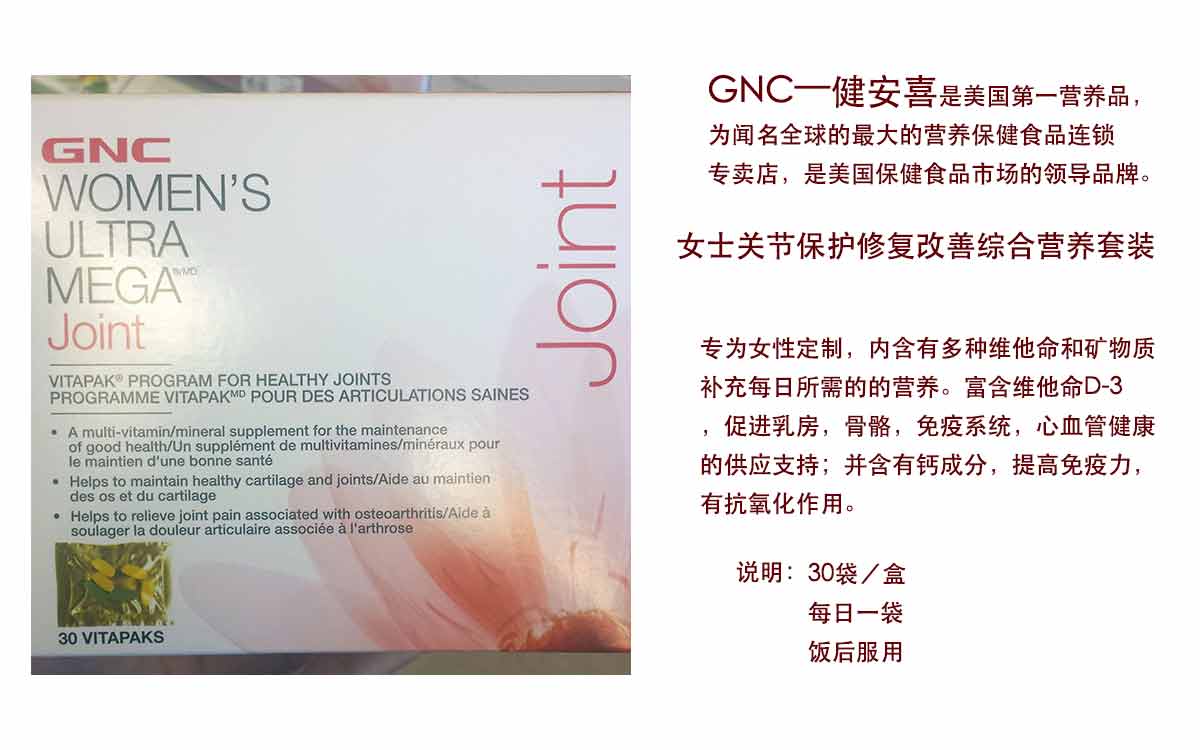 GNC
WOMEN'S
ULTRA
MEGA®/MD
Joint
VITAPAK® PROGRAM FOR HEALTHY JOINTS
PROGRAMME VITAPAKMD POUR DES ARTICULATIONS SAINES
• A multi-vitamin/mineral supplement for the maintenance
of good health/Un supplément de multivitamines/minéraux pour
le maintien d'une bonne santé
• Helps to maintain healthy cartilage and joints/Aide au maintien
des os et du cartilage
• Helps to relieve joint pain associated with osteoarthritis/Aide à
soulager la douleur articulaire associée à l'arthrose
30 VITAPAKS
Joint
GNC一健安喜是美国第一营养品，
为闻名全球的最大的营养保健食品连锁
专卖店，是美国保健食品市场的领导品牌。
女士关节保护修复改善综合营养套装
专为女性定制，内含有多种维他命和矿物质
补充每日所需的的营养。富含维他命D-3
，促进乳房，骨骼，免疫系统，心血管健康
的供应支持；并含有钙成分，提高免疫力，
有抗氧化作用。
说明：30袋／盒
每日一袋
饭后服用